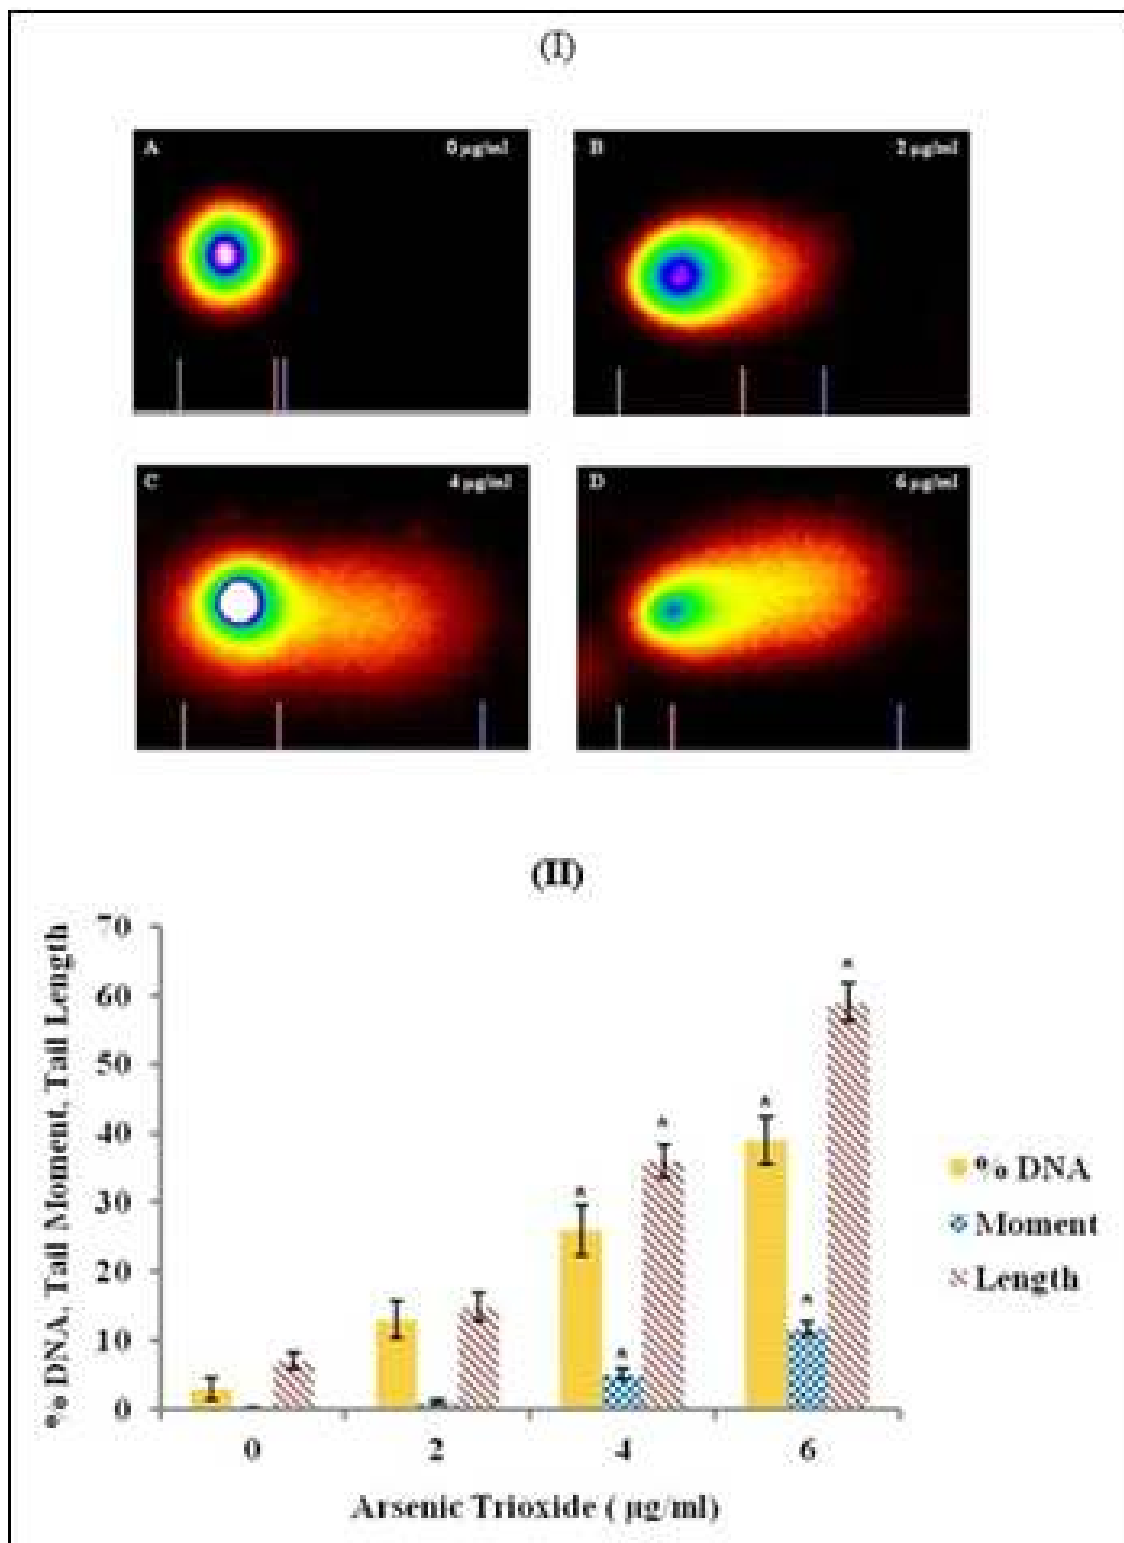 (I)
A 0 µg/ml
B 2 µg/ml
C 4 µg/ml
D 6 µg/ml
(II)
% DNA, Tail Moment, Tail Length
70
60
50
40
30
20
10
0
* * * * * *
% DNA
Moment
Length
0 2 4 6
Arsenic Trioxide ( µg/ml)